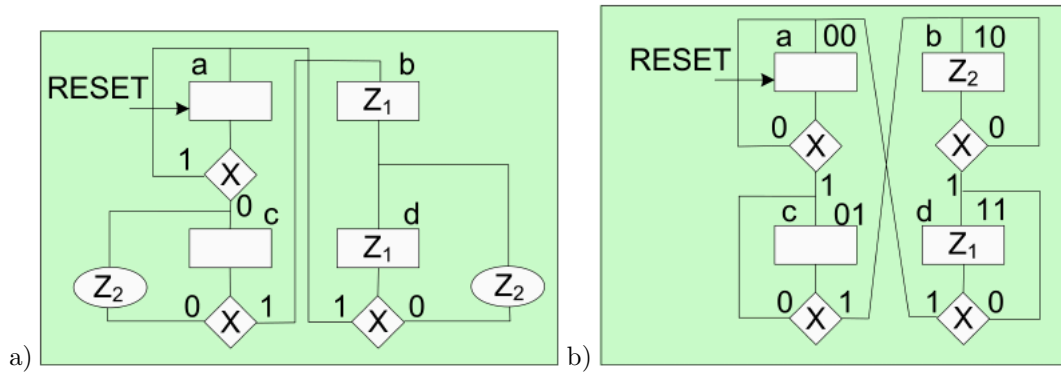 a b
RESET Z1
1 X
0
c d
Z1
Z2 Z2
0 X 1 1 X 0
a)
a 00 b 10
RESET Z2
0 X X 0
1 1
c 01 d 11
Z1
0 X 1 1 X 0
b)